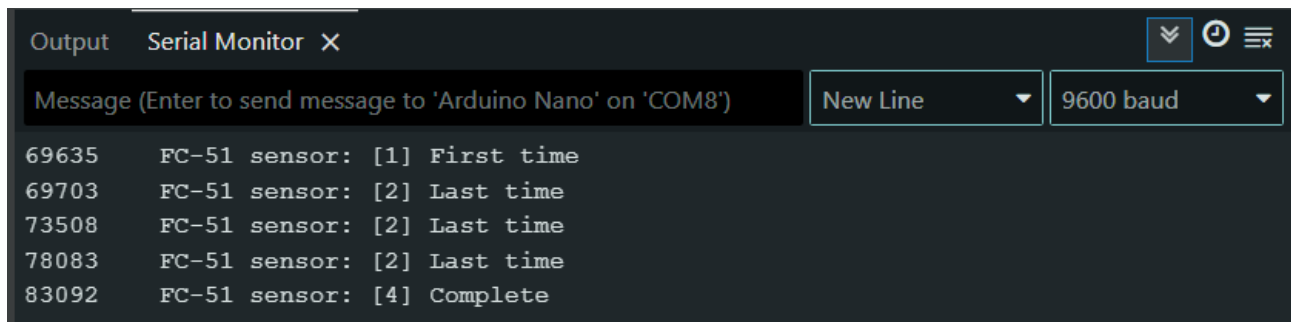 Output Serial Monitor
Message (Enter to send message to 'Arduino Nano' on 'COM8') New Line 9600 baud
69635 FC-51 sensor: [1] First time
69703 FC-51 sensor: [2] Last time
73508 FC-51 sensor: [2] Last time
78083 FC-51 sensor: [2] Last time
83092 FC-51 sensor: [4] Complete